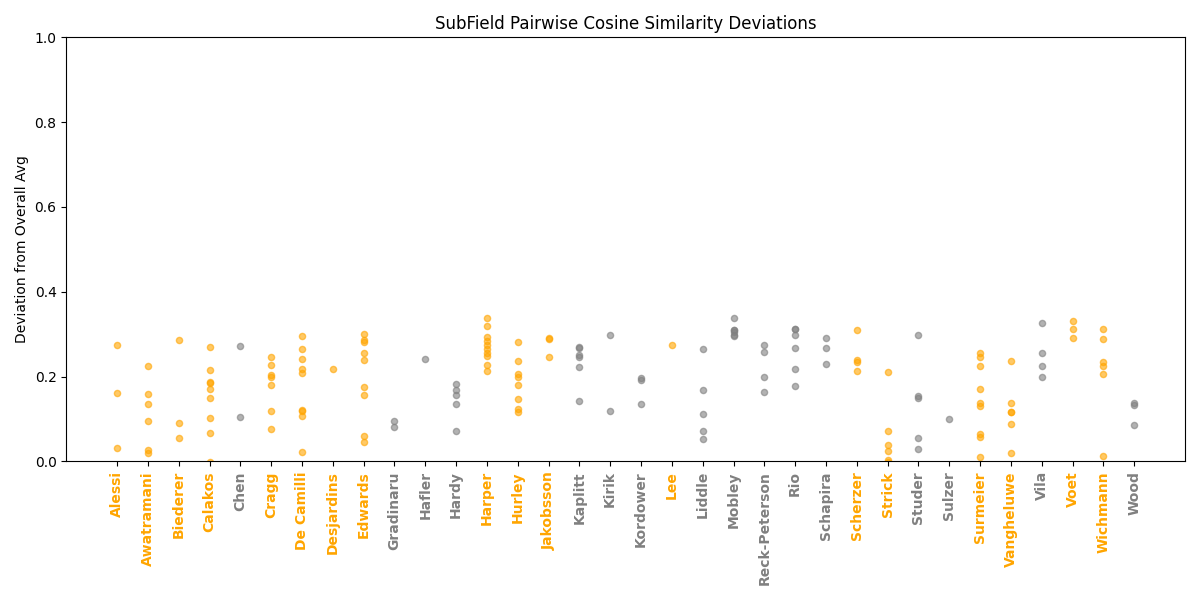 SubField Pairwise Cosine Similarity Deviations
Deviation from Overall Avg
1.0
0.8
0.6
0.4
0.2
0.0
Alessi
Awatramani
Biederer
Calakos
Chen
Cragg
De Camilli
Desjardins
Edwards
Gradinaru
Hafler
Hardy
Harper
Hurley
Jakobsson
Kaplitt
Kirik
Kordower
Lee
Liddle
Mobley
Reck-Peterson
Rio
Schapira
Scherzer
Strick
Studer
Sulzer
Surmeier
Vangheluwe
Vila
Voet
Wichmann
Wood